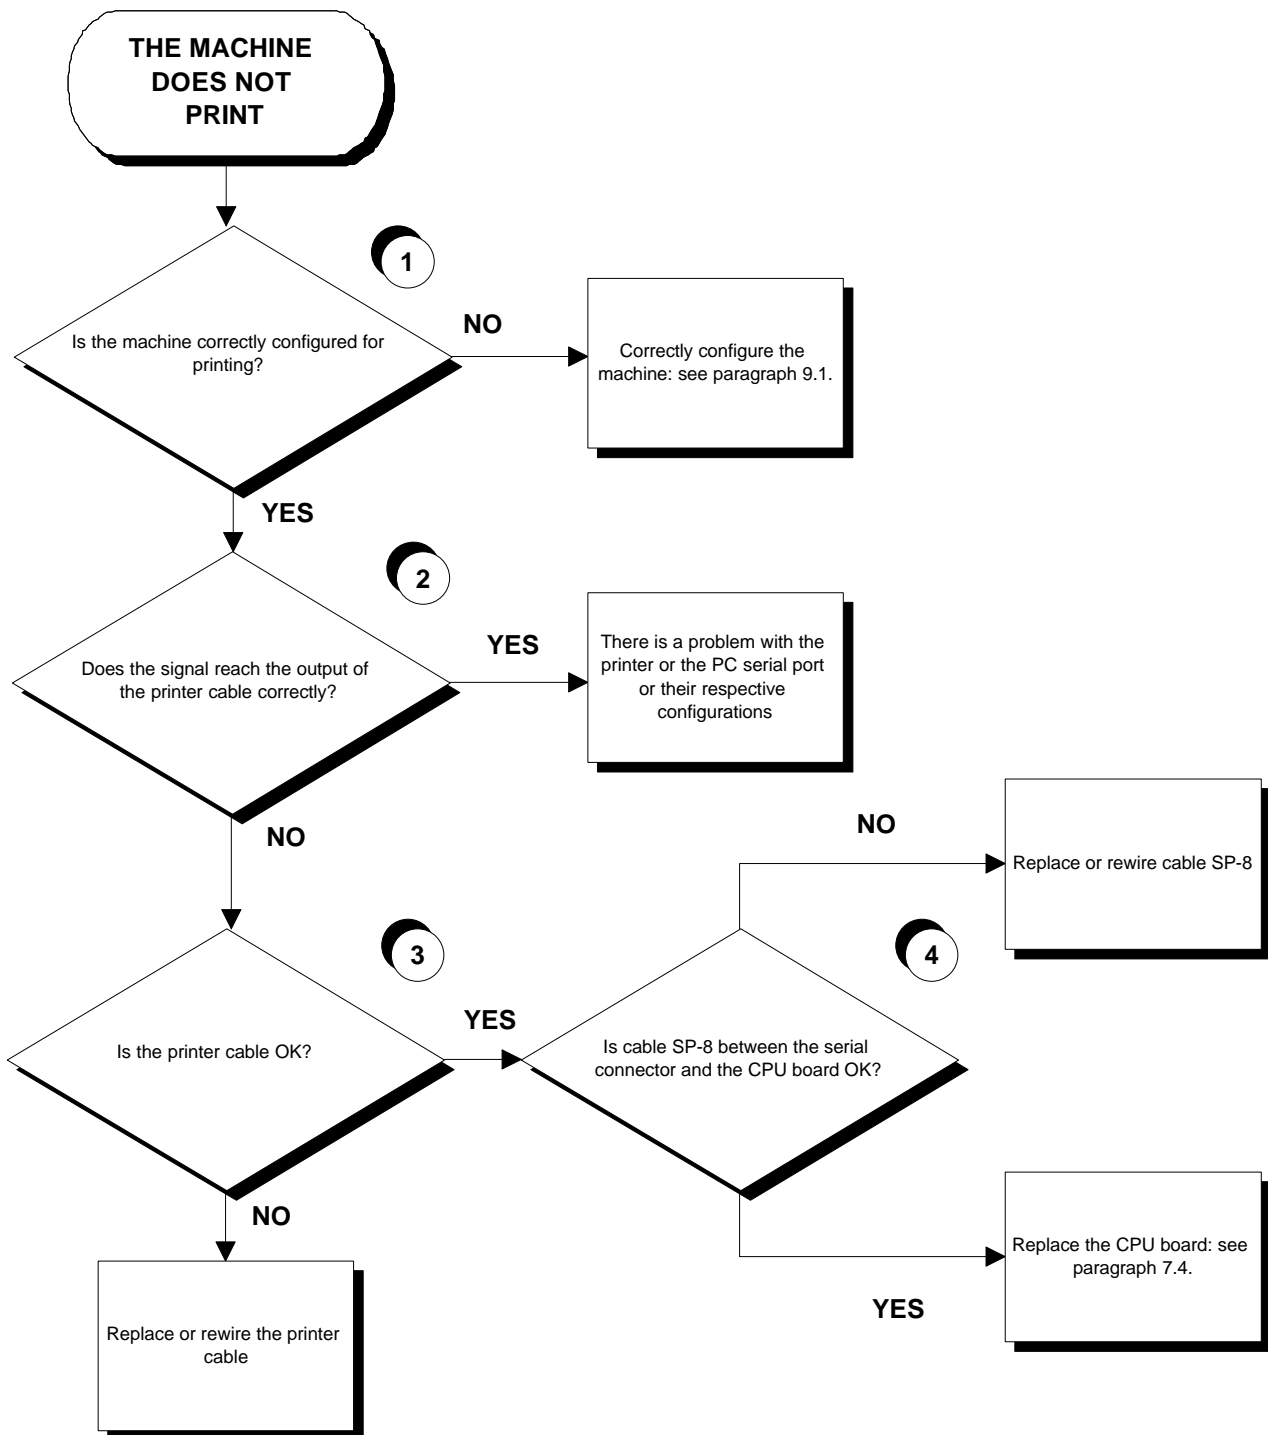 THE MACHINE
DOES NOT
PRINT
1
Is the machine correctly configured for
printing?
NO
Correctly configure the
machine: see paragraph 9.1.
YES
2
Does the signal reach the output of
the printer cable correctly?
YES
There is a problem with the
printer or the PC serial port
or their respective
configurations
NO
3
Is the printer cable OK?
YES
4
Is cable SP-8 between the serial
connector and the CPU board OK?
NO
Replace or rewire cable SP-8
YES
Replace the CPU board: see
paragraph 7.4.
NO
Replace or rewire the printer
cable